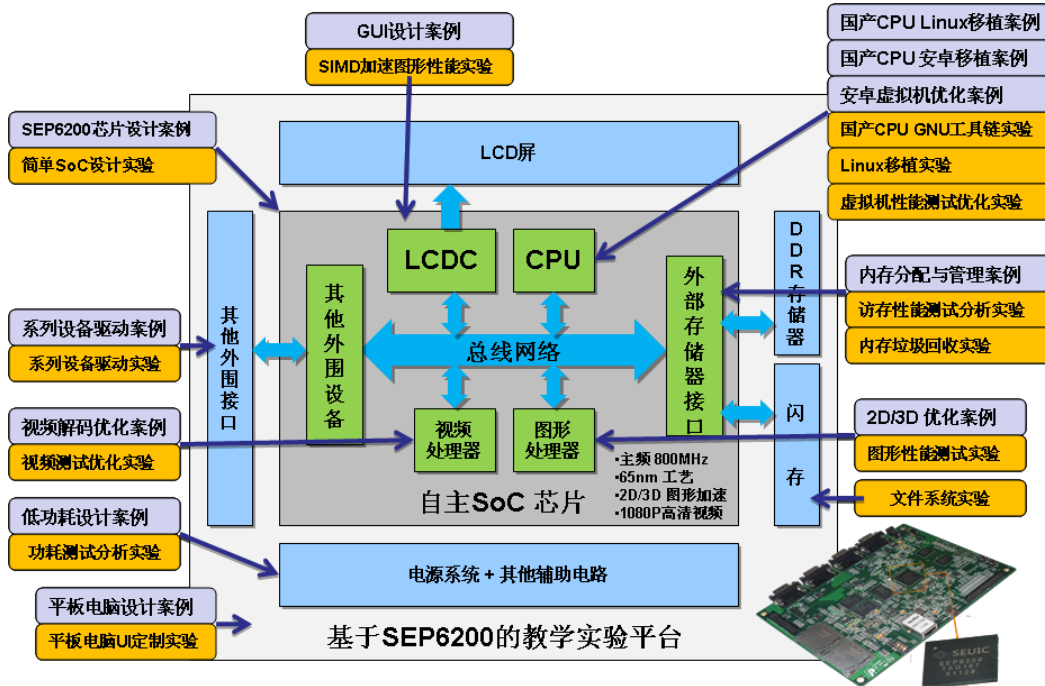 GUI设计案例
SIMD加速图形性能实验
国产CPU Linux移植案例
国产CPU 安卓移植案例
安卓虚拟机优化案例
国产CPU GNU工具链实验
Linux移植实验
虚拟机性能测试优化实验
SEP6200芯片设计案例
简单SoC设计实验
LCD屏
LCDC
CPU
其他外围设备
外部存储器接口
DDR存储器
其他外围接口
内存分配与管理案例
访存性能测试分析实验
内存垃圾回收实验
系列设备驱动案例
系列设备驱动实验
总线网络
闪存
视频解码优化案例
视频测试优化实验
视频
处理器
图形
处理器
2D/3D 优化案例
图形性能测试实验
•主频 800MHz
•65nm 工艺
•2D/3D 图形加速
•1080P高清视频
自主SoC 芯片
文件系统实验
低功耗设计案例
功耗测试分析实验
电源系统 + 其他辅助电路
平板电脑设计案例
平板电脑UI定制实验
基于SEP6200的教学实验平台
SEUIC
SEP6200